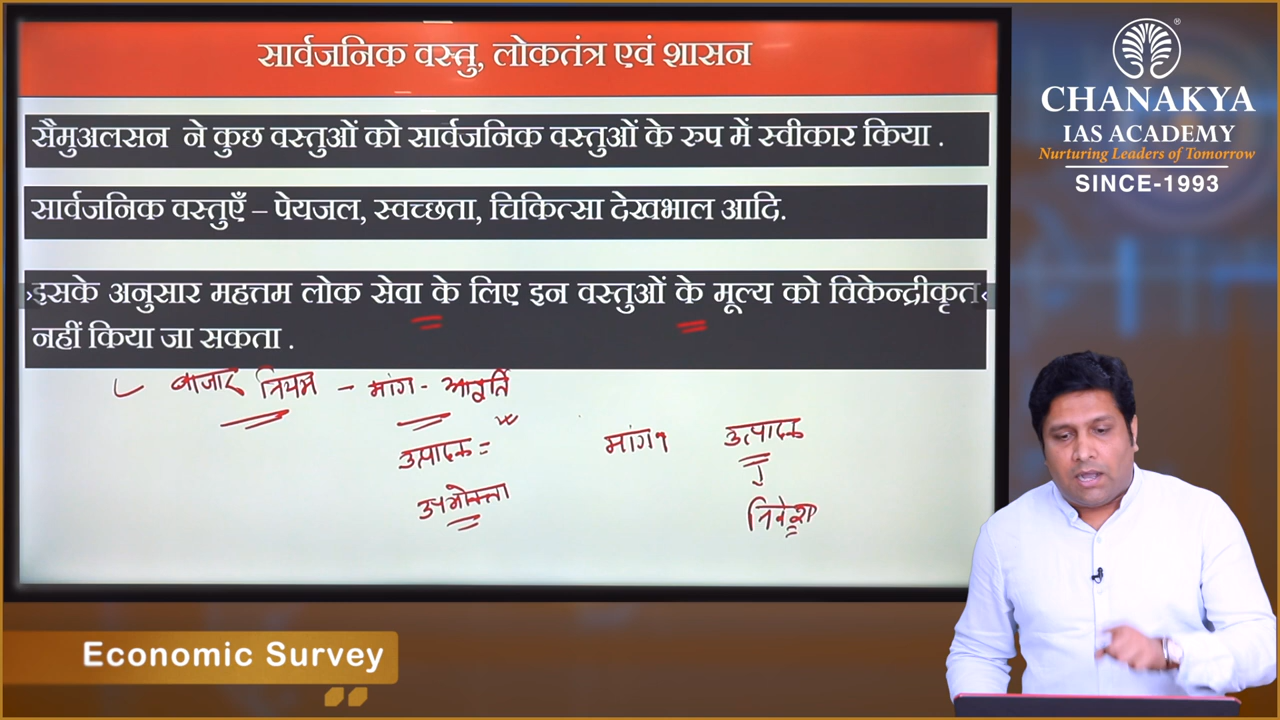 सार्वजनिक वस्तु, लोकतंत्र एवं शासन
सैमुअलसन ने कुछ वस्तुओं को सार्वजनिक वस्तुओं के रुप में स्वीकार किया .
सार्वजनिक वस्तुएँ – पेयजल, स्वच्छता, चिकित्सा देखभाल आदि.
इसके अनुसार महत्तम लोक सेवा के लिए इन वस्तुओं के मूल्य को विकेन्द्रीकृत
नहीं किया जा सकता .
बाजार नियम – मांग - आपूर्ति
उत्पादक =
उपभोक्ता
मांग↑ उत्पादक
निवेश
CHANAKYA
IAS ACADEMY
Nurturing Leaders of Tomorrow
SINCE-1993
Economic Survey